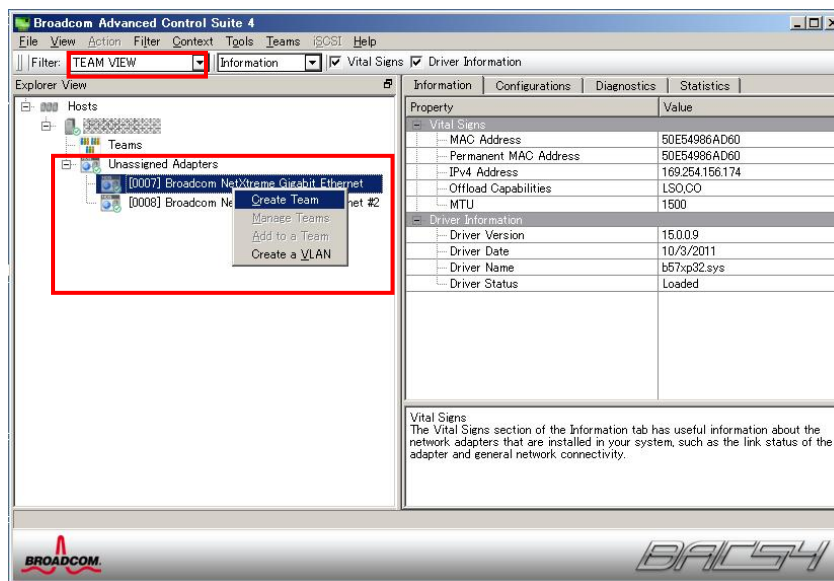 Broadcom Advanced Control Suite 4
File View Action Filter Context Tools Teams iSCSI Help
Filter: TEAM VIEW Information Vital Signs Driver Information
Explorer View
Hosts
Teams
Unassigned Adapters
[0007] Broadcom NetXtreme Gigabit Ethernet
[0008] Broadcom Ne net #2
Create Team
Manage Teams
Add to a Team
Create a VLAN
Information Configurations Diagnostics Statistics
Property Value
Vital Signs
MAC Address 50E54986AD60
Permanent MAC Address 50E54986AD60
IPv4 Address 169.254.156.174
Offload Capabilities LSO,CO
MTU 1500
Driver Information
Driver Version 15.0.0.9
Driver Date 10/3/2011
Driver Name b57xp32.sys
Driver Status Loaded
Vital Signs
The Vital Signs section of the Information tab has useful information about the
network adapters that are installed in your system, such as the link status of the
adapter and general network connectivity.
BROADCOM.
BACS4